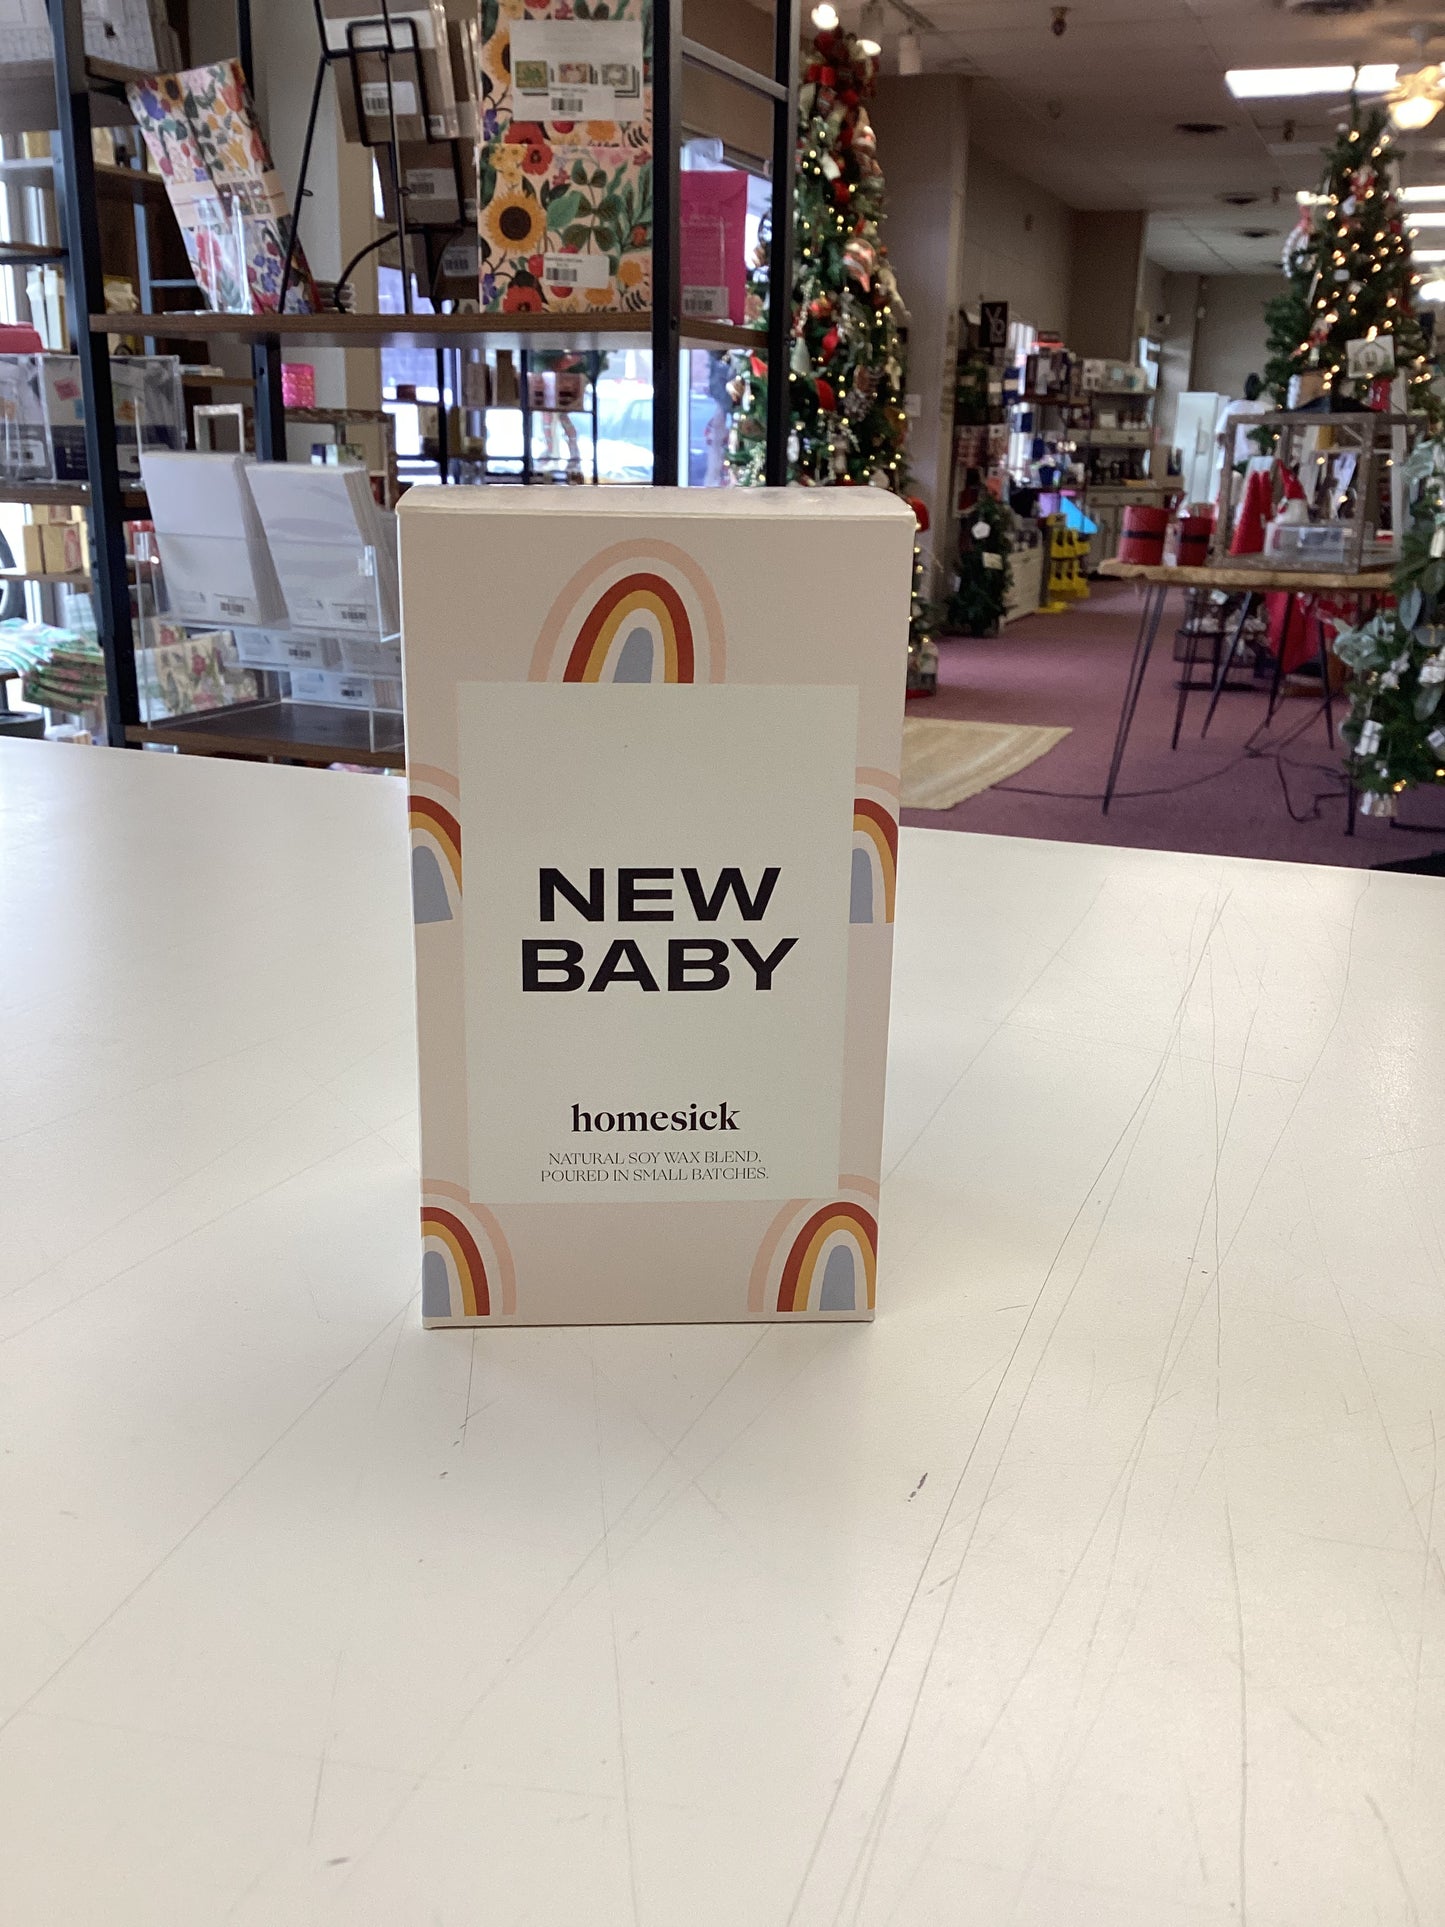 NEW
BABY
homesick
NATURAL SOY WAX BLEND,
POURED IN SMALL BATCHES.